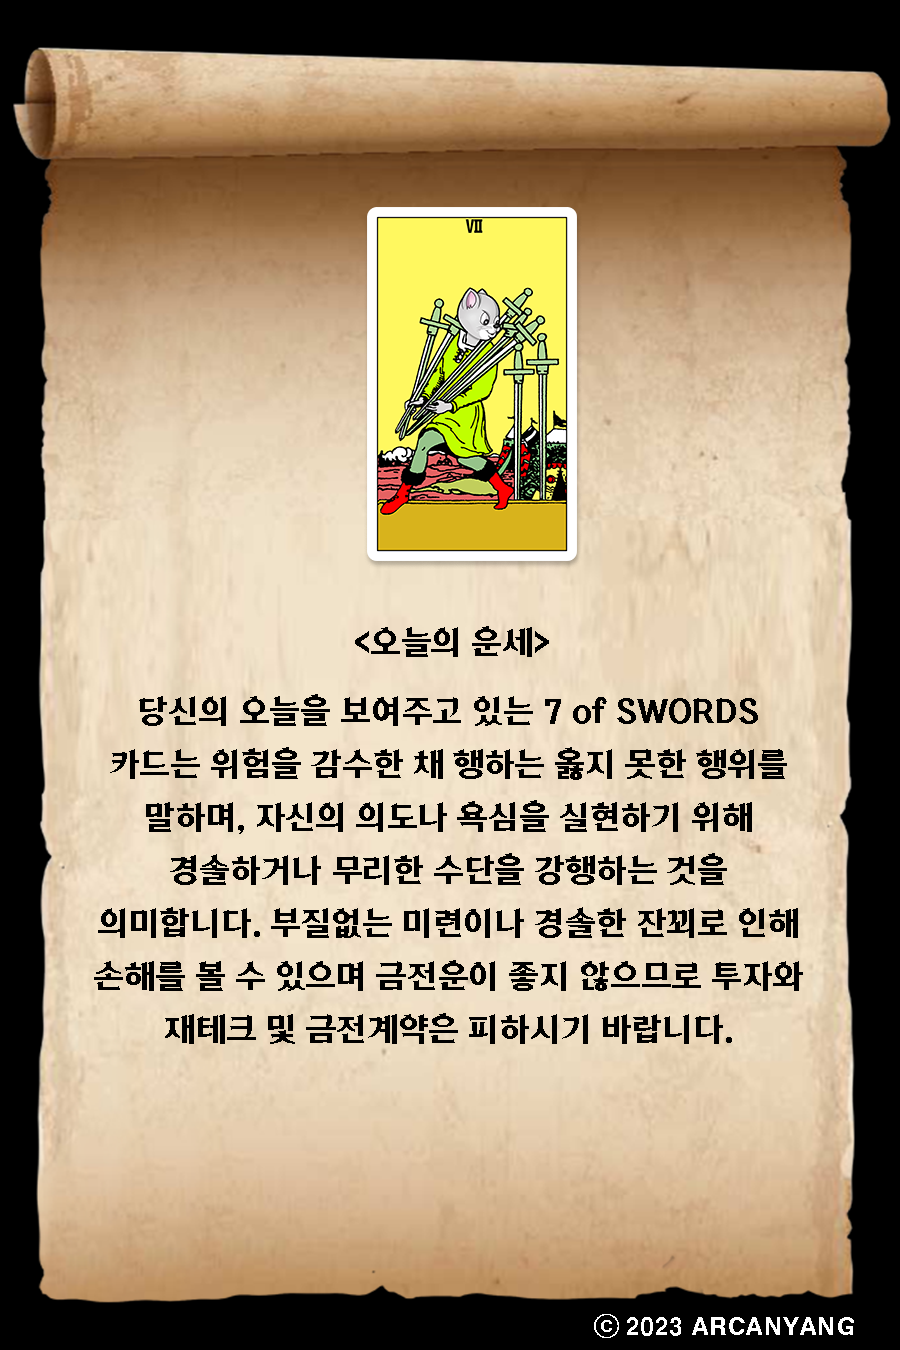 VII
<오늘의 운세>
당신의 오늘을 보여주고 있는 7 of SWORDS
카드는 위험을 감수한 채 행하는 옳지 못한 행위를
말하며, 자신의 의도나 욕심을 실현하기 위해
경솔하거나 무리한 수단을 강행하는 것을
의미합니다. 부질없는 미련이나 경솔한 잔꾀로 인해
손해를 볼 수 있으며 금전운이 좋지 않으므로 투자와
재테크 및 금전계약은 피하시기 바랍니다.
ⓒ 2023 ARCANYANG